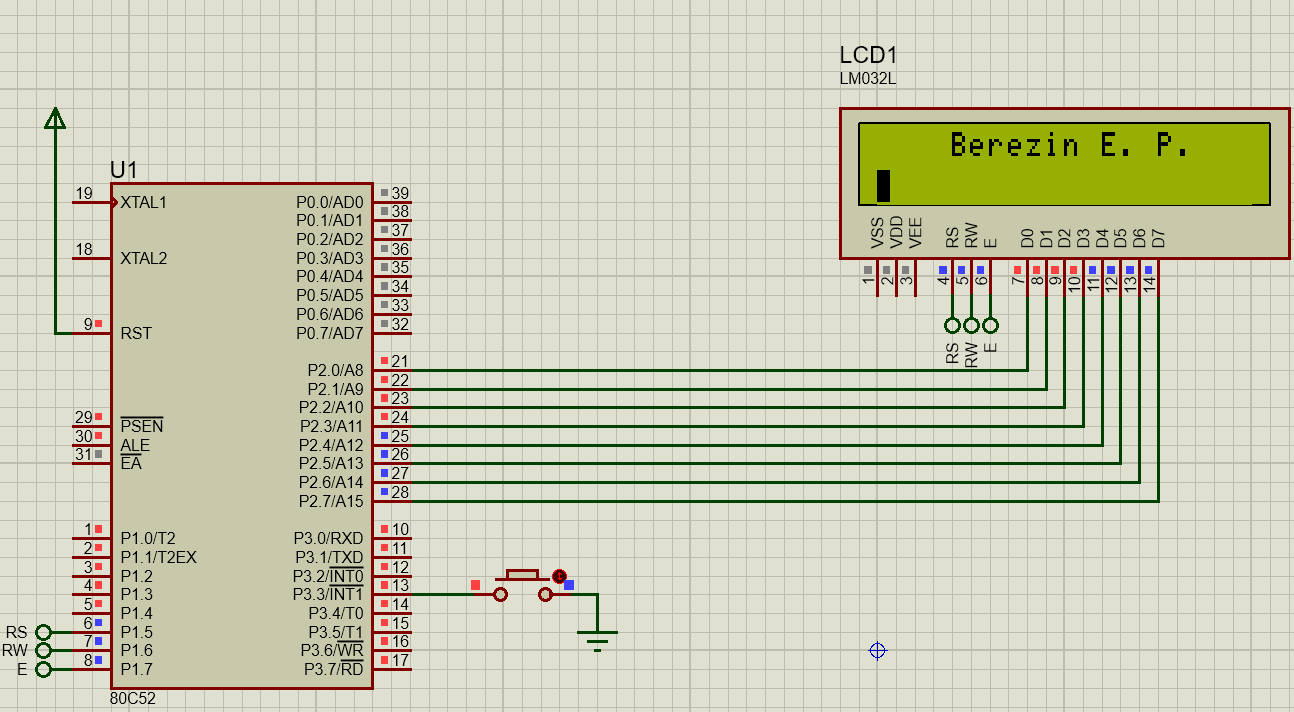 LCD1
LM032L
Berezin E. P.
VSS VDD VEE RS RW E D0 D1 D2 D3 D4 D5 D6 D7
1 2 3 4 5 6 7 8 9 10 11 12 13 14
RS RW E
U1
19 XTAL1 P0.0/AD0 39
P0.1/AD1 38
P0.2/AD2 37
18 XTAL2 P0.3/AD3 36
P0.4/AD4 35
P0.5/AD5 34
P0.6/AD6 33
9 RST P0.7/AD7 32
P2.0/A8 21
P2.1/A9 22
P2.2/A10 23
29 PSEN P2.3/A11 24
30 ALE P2.4/A12 25
31 EA P2.5/A13 26
P2.6/A14 27
P2.7/A15 28
1 P1.0/T2 P3.0/RXD 10
2 P1.1/T2EX P3.1/TXD 11
3 P1.2 P3.2/INT0 12
4 P1.3 P3.3/INT1 13
5 P1.4 P3.4/T0 14
RS 6 P1.5 P3.5/T1 15
RW 7 P1.6 P3.6/WR 16
E 8 P1.7 P3.7/RD 17
80C52